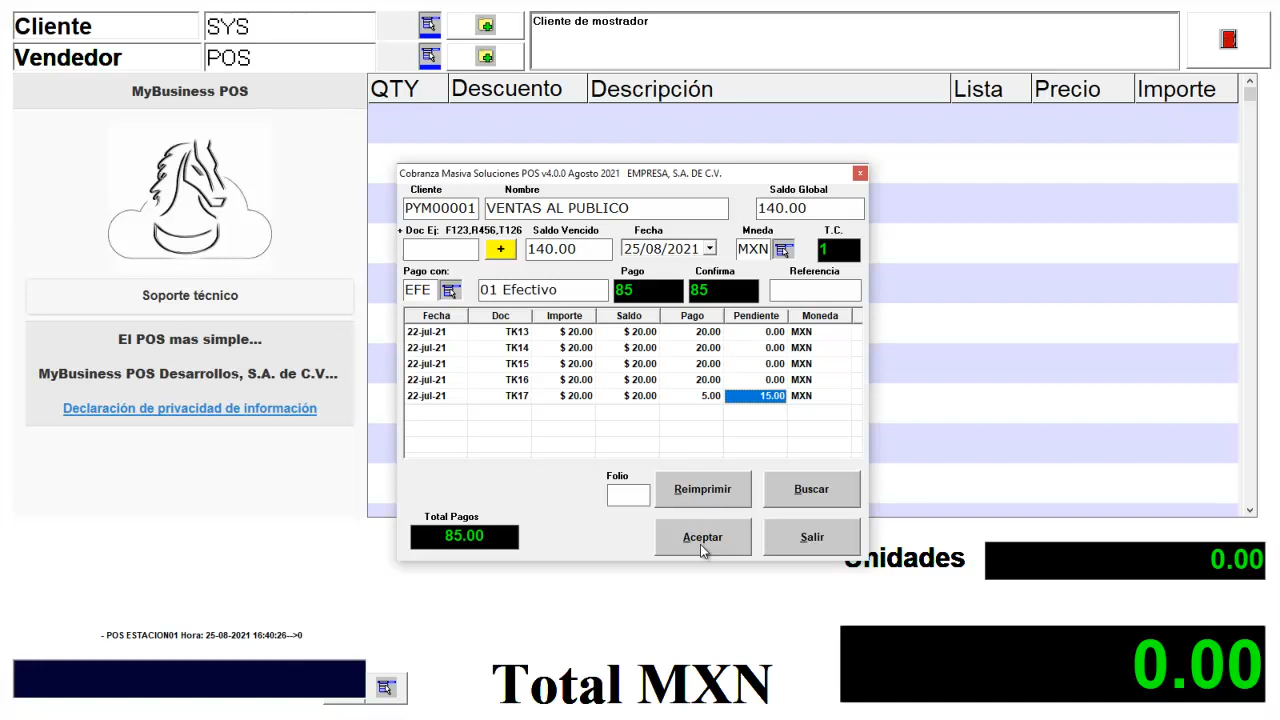 Cliente SYS
Cliente de mostrador
Vendedor POS
MyBusiness POS
QTY Descuento Descripción Lista Precio Importe
Soporte técnico
El POS mas simple...
MyBusiness POS Desarrollos, S.A. de C.V...
Declaración de privacidad de información
Cobranza Masiva Soluciones POS v4.0.0 Agosto 2021 EMPRESA, S.A. DE C.V.
Cliente Nombre Saldo Global
PYM00001 VENTAS AL PUBLICO 140.00
+ Doc Ej: F123,R456,T126 Saldo Vencido Fecha Mneda T.C.
+ 140.00 25/08/2021 MXN 1
Pago con: Pago Confirma Referencia
EFE 01 Efectivo 85 85
Fecha Doc Importe Saldo Pago Pendiente Moneda
22-jul-21 TK13 $ 20.00 $ 20.00 20.00 0.00 MXN
22-jul-21 TK14 $ 20.00 $ 20.00 20.00 0.00 MXN
22-jul-21 TK15 $ 20.00 $ 20.00 20.00 0.00 MXN
22-jul-21 TK16 $ 20.00 $ 20.00 20.00 0.00 MXN
22-jul-21 TK17 $ 20.00 $ 20.00 5.00 15.00 MXN
Folio
Reimprimir Buscar
Total Pagos
85.00
Aceptar Salir
Unidades 0.00
- POS ESTACION01 Hora: 25-08-2021 16:40:26-->0
Total MXN 0.00